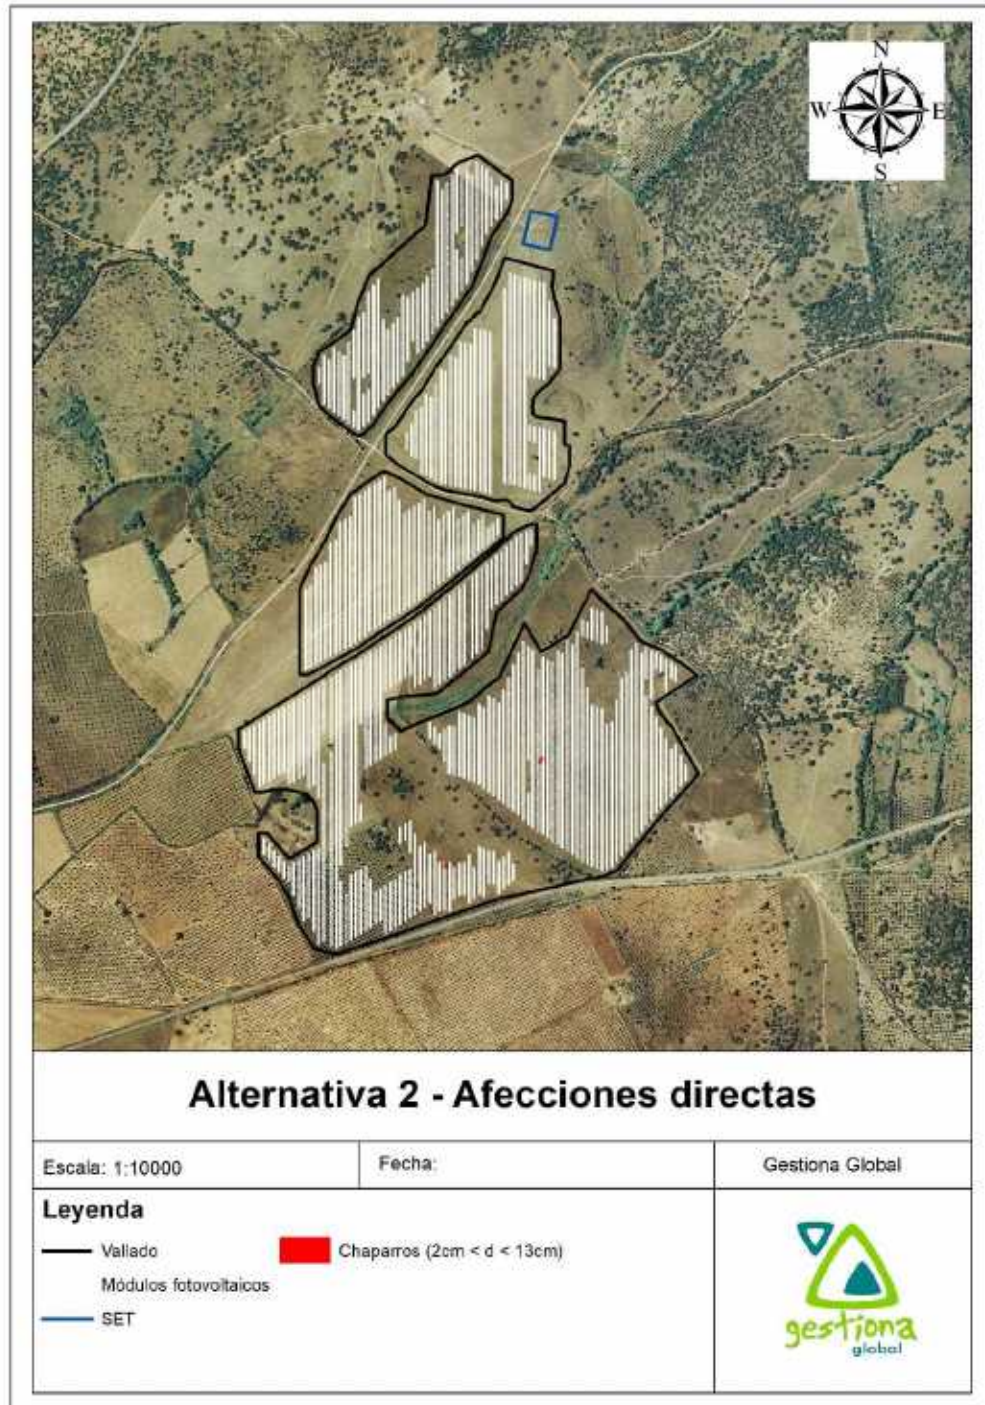 N
W E
S
Alternativa 2 - Afecciones directas
Escala: 1:10000
Fecha:
Gestiona Global
Leyenda
Vallado
Chaparros (2cm < d < 13cm)
Módulos fotovoltaicos
SET
gestiona
global